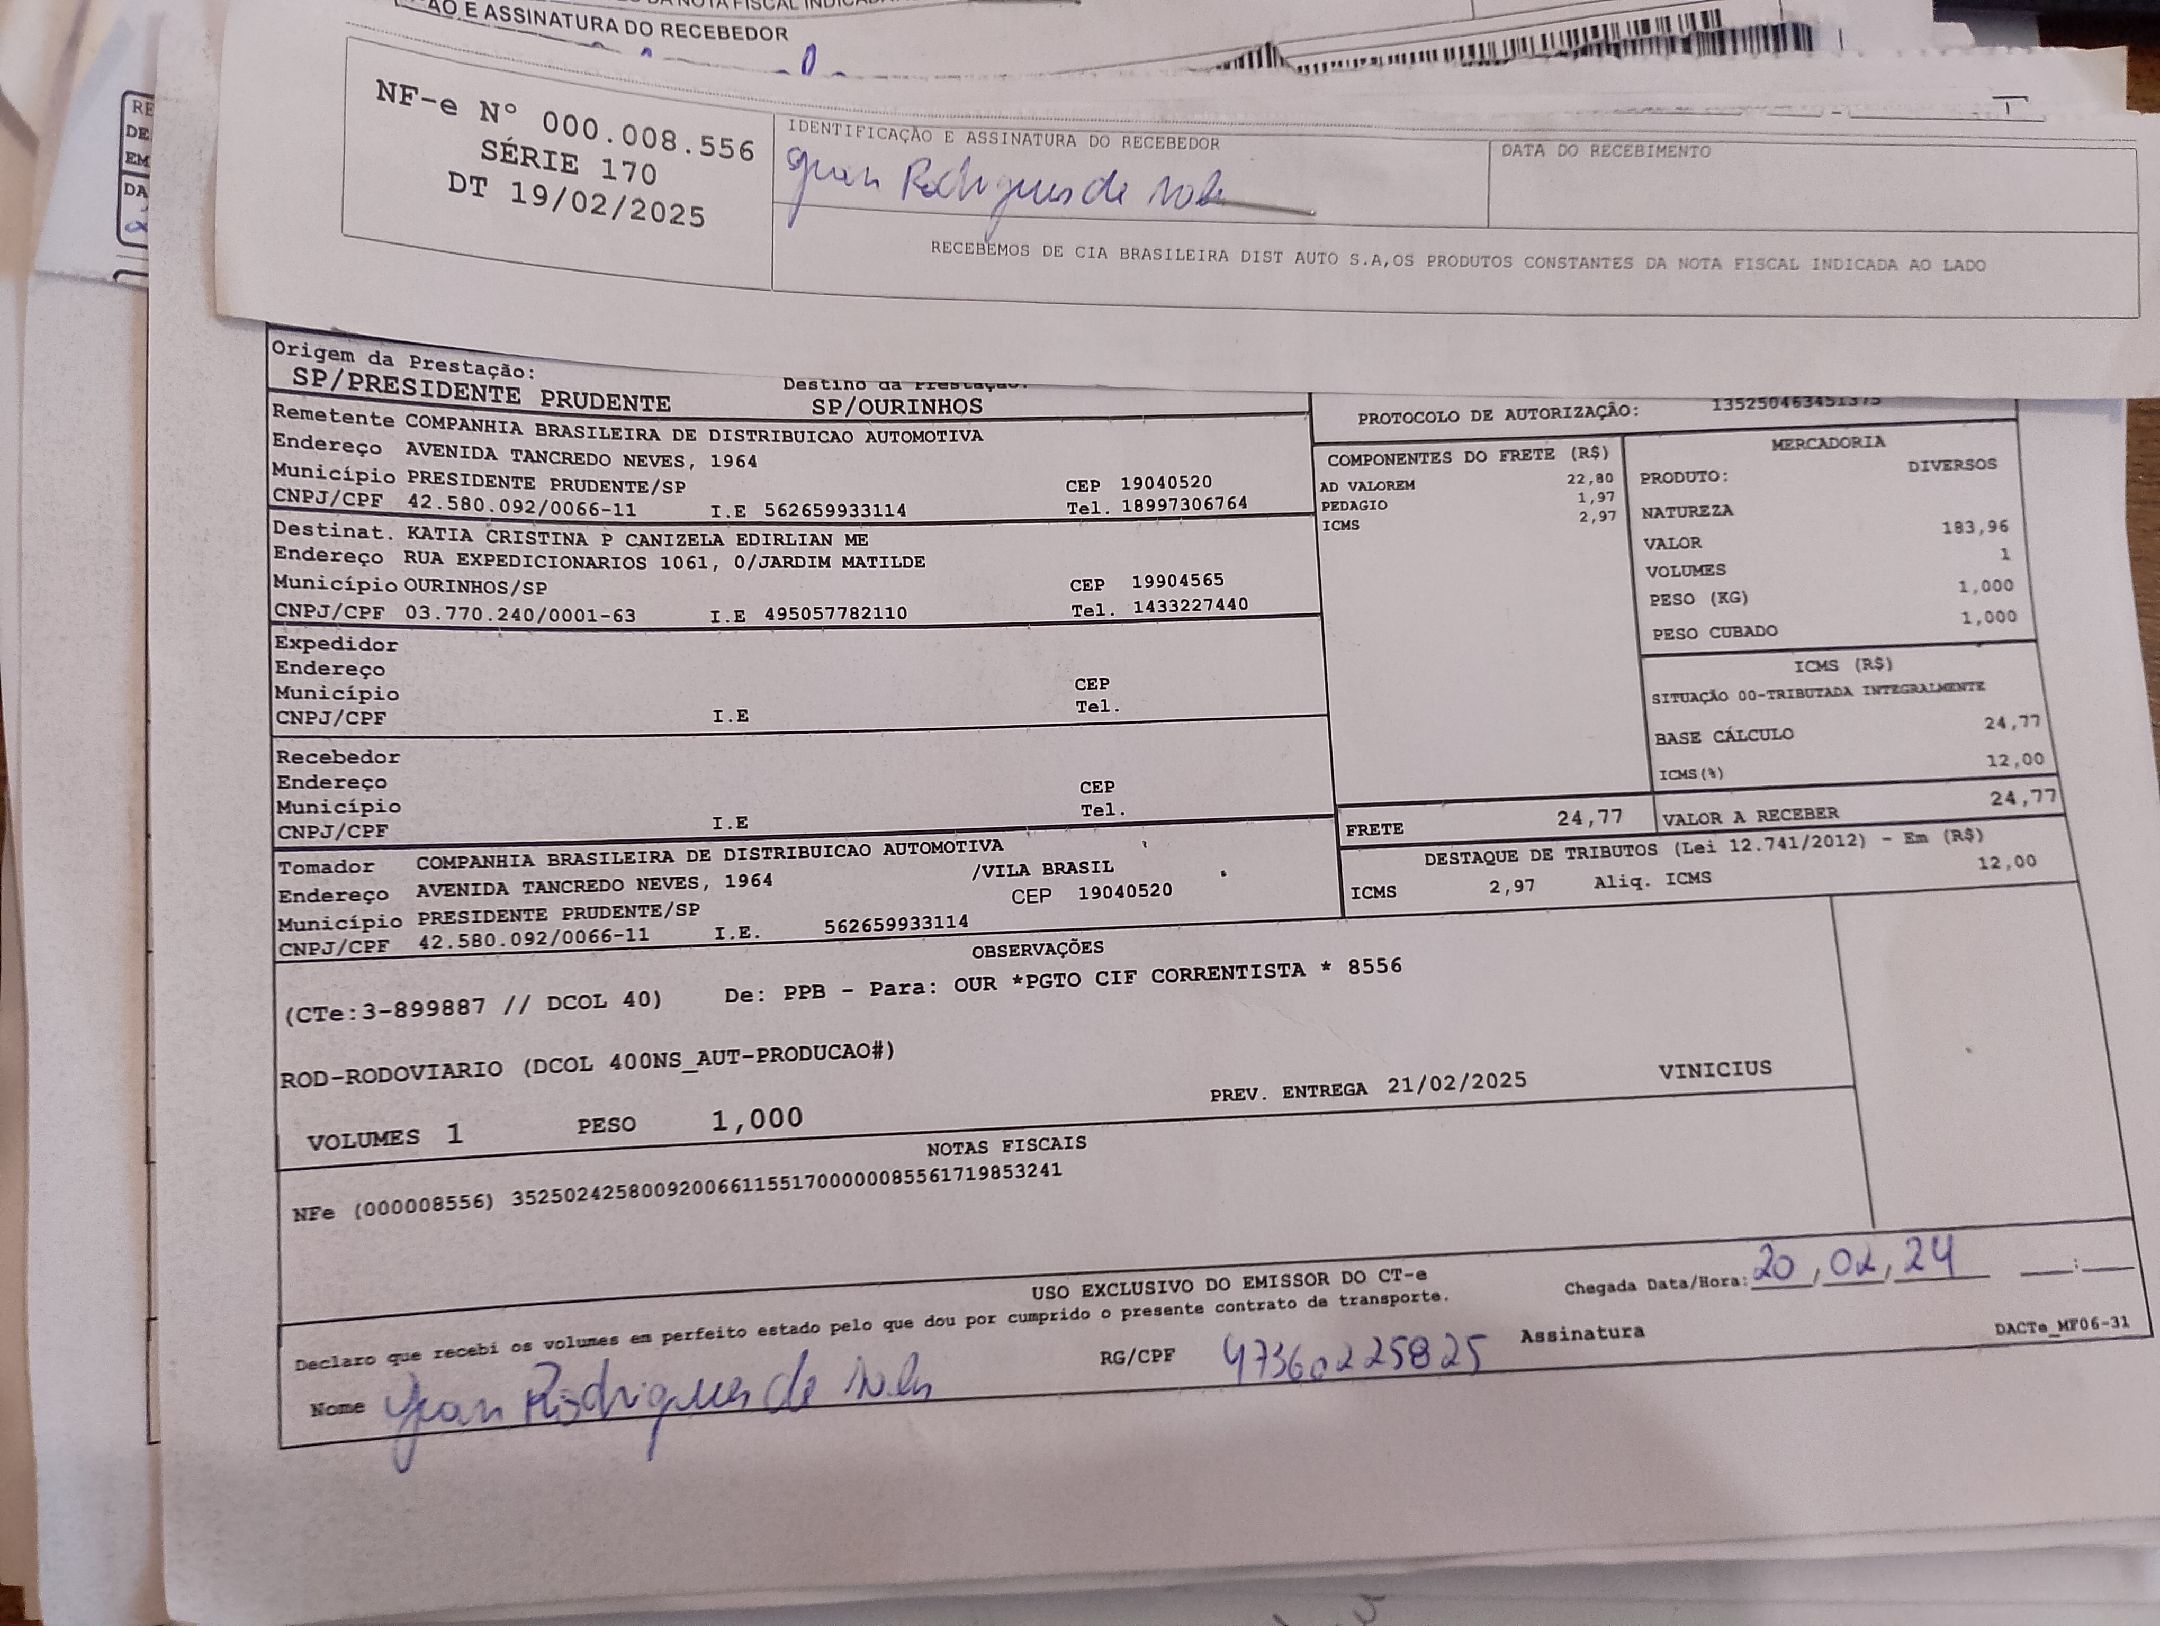 ÃO E ASSINATURA DO RECEBEDOR
NF-e Nº 000.008.556
SÉRIE 170
DT 19/02/2025
IDENTIFICAÇÃO E ASSINATURA DO RECEBEDOR
Rodrigues de
DATA DO RECEBIMENTO
RECEBEMOS DE CIA BRASILEIRA DIST AUTO S.A,OS PRODUTOS CONSTANTES DA NOTA FISCAL INDICADA AO LADO
RE
DE
EM
DA
Origem da Prestação:
SP/PRESIDENTE PRUDENTE
Destino da Prestação:
SP/OURINHOS
Remetente COMPANHIA BRASILEIRA DE DISTRIBUICAO AUTOMOTIVA
Endereço AVENIDA TANCREDO NEVES, 1964
Município PRESIDENTE PRUDENTE/SP CEP 19040520
CNPJ/CPF 42.580.092/0066-11 I.E 562659933114 Tel. 18997306764
Destinat. KATIA CRISTINA P CANIZELA EDIRLIAN ME
Endereço RUA EXPEDICIONARIOS 1061, 0/JARDIM MATILDE
Município OURINHOS/SP CEP 19904565
CNPJ/CPF 03.770.240/0001-63 I.E 495057782110 Tel. 1433227440
Expedidor
Endereço
Município CEP
CNPJ/CPF I.E Tel.
Recebedor
Endereço CEP
Município Tel.
CNPJ/CPF I.E
Tomador COMPANHIA BRASILEIRA DE DISTRIBUICAO AUTOMOTIVA
Endereço AVENIDA TANCREDO NEVES, 1964 /VILA BRASIL
Município PRESIDENTE PRUDENTE/SP CEP 19040520
CNPJ/CPF 42.580.092/0066-11 I.E. 562659933114
PROTOCOLO DE AUTORIZAÇÃO: 135250463451375
COMPONENTES DO FRETE (R$)
AD VALOREM 22,80
PEDAGIO 1,97
ICMS 2,97
MERCADORIA
PRODUTO: DIVERSOS
NATUREZA
VALOR 183,96
VOLUMES 1
PESO (KG) 1,000
PESO CUBADO 1,000
ICMS (R$)
SITUAÇÃO 00-TRIBUTADA INTEGRALMENTE
BASE CÁLCULO 24,77
ICMS(%) 12,00
FRETE 24,77 VALOR A RECEBER 24,77
DESTAQUE DE TRIBUTOS (Lei 12.741/2012) - Em (R$)
ICMS 2,97 Aliq. ICMS 12,00
OBSERVAÇÕES
(CTe:3-899887 // DCOL 40) De: PPB - Para: OUR *PGTO CIF CORRENTISTA * 8556
ROD-RODOVIARIO (DCOL 400NS_AUT-PRODUCAO#)
VOLUMES 1 PESO 1,000 PREV. ENTREGA 21/02/2025 VINICIUS
NOTAS FISCAIS
NFe (000008556) 35250242580092006611551700000085561719853241
USO EXCLUSIVO DO EMISSOR DO CT-e
Chegada Data/Hora: 20,02,24 :
Declaro que recebi os volumes em perfeito estado pelo que dou por cumprido o presente contrato de transporte.
Nome Rodrigues de RG/CPF 47360225825 Assinatura
DACTe_MF06-31